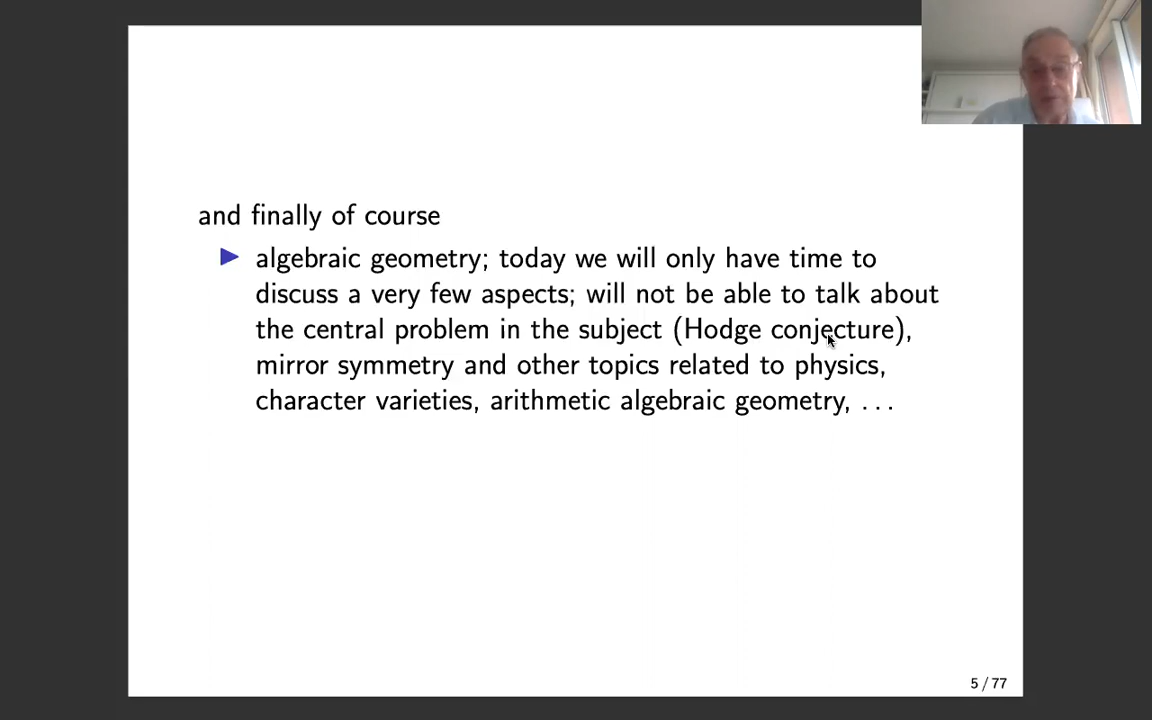 and finally of course
▶ algebraic geometry; today we will only have time to
discuss a very few aspects; will not be able to talk about
the central problem in the subject (Hodge conjecture),
mirror symmetry and other topics related to physics,
character varieties, arithmetic algebraic geometry, . . .
5 / 77